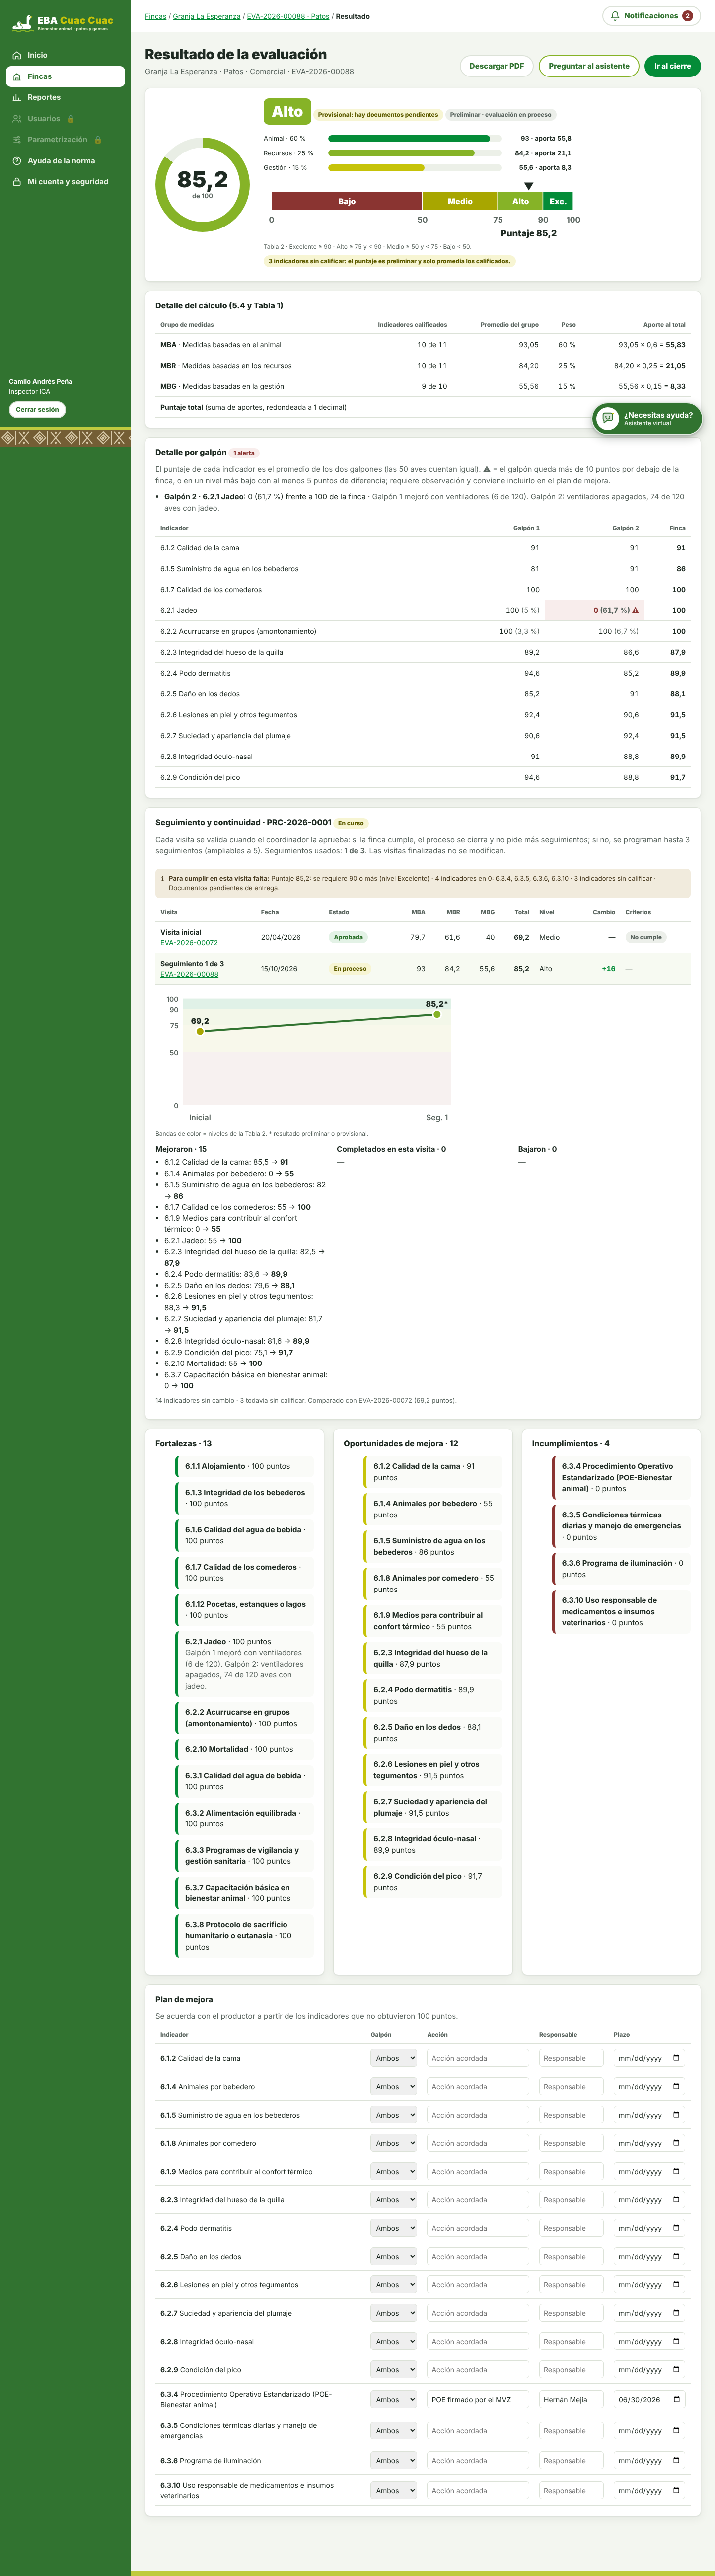 EBA Cuac Cuac
Bienestar animal · patos y gansos
Inicio
Fincas
Reportes
Usuarios
Parametrización
Ayuda de la norma
Mi cuenta y seguridad
Camilo Andrés Peña
Inspector ICA
Cerrar sesión
Fincas / Granja La Esperanza / EVA-2026-00088 · Patos / Resultado
Notificaciones 2
Resultado de la evaluación
Granja La Esperanza · Patos · Comercial · EVA-2026-00088
Descargar PDF
Preguntar al asistente
Ir al cierre
85,2
de 100
Alto
Provisional: hay documentos pendientes
Preliminar · evaluación en proceso
Animal · 60 % 93 · aporta 55,8
Recursos · 25 % 84,2 · aporta 21,1
Gestión · 15 % 55,6 · aporta 8,3
Bajo Medio Alto Exc.
0 50 75 90 100
Puntaje 85,2
Tabla 2 · Excelente ≥ 90 · Alto ≥ 75 y < 90 · Medio ≥ 50 y < 75 · Bajo < 50.
3 indicadores sin calificar: el puntaje es preliminar y solo promedia los calificados.
Detalle del cálculo (5.4 y Tabla 1)
Grupo de medidas Indicadores calificados Promedio del grupo Peso Aporte al total
MBA · Medidas basadas en el animal 10 de 11 93,05 60 % 93,05 × 0,6 = 55,83
MBR · Medidas basadas en los recursos 10 de 11 84,20 25 % 84,20 × 0,25 = 21,05
MBG · Medidas basadas en la gestión 9 de 10 55,56 15 % 55,56 × 0,15 = 8,33
Puntaje total (suma de aportes, redondeada a 1 decimal)
¿Necesitas ayuda?
Asistente virtual
Detalle por galpón 1 alerta
El puntaje de cada indicador es el promedio de los dos galpones (las 50 aves cuentan igual). ⚠ = el galpón queda más de 10 puntos por debajo de la
finca, o en un nivel más bajo con al menos 5 puntos de diferencia; requiere observación y conviene incluirlo en el plan de mejora.
• Galpón 2 · 6.2.1 Jadeo: 0 (61,7 %) frente a 100 de la finca · Galpón 1 mejoró con ventiladores (6 de 120). Galpón 2: ventiladores apagados, 74 de 120
aves con jadeo.
Indicador Galpón 1 Galpón 2 Finca
6.1.2 Calidad de la cama 91 91 91
6.1.5 Suministro de agua en los bebederos 81 91 86
6.1.7 Calidad de los comederos 100 100 100
6.2.1 Jadeo 100 (5 %) 0 (61,7 %) ⚠ 100
6.2.2 Acurrucarse en grupos (amontonamiento) 100 (3,3 %) 100 (6,7 %) 100
6.2.3 Integridad del hueso de la quilla 89,2 86,6 87,9
6.2.4 Podo dermatitis 94,6 85,2 89,9
6.2.5 Daño en los dedos 85,2 91 88,1
6.2.6 Lesiones en piel y otros tegumentos 92,4 90,6 91,5
6.2.7 Suciedad y apariencia del plumaje 90,6 92,4 91,5
6.2.8 Integridad óculo-nasal 91 88,8 89,9
6.2.9 Condición del pico 94,6 88,8 91,7
Seguimiento y continuidad · PRC-2026-0001 En curso
Cada visita se valida cuando el coordinador la aprueba: si la finca cumple, el proceso se cierra y no pide más seguimientos; si no, se programan hasta 3
seguimientos (ampliables a 5). Seguimientos usados: 1 de 3. Las visitas finalizadas no se modifican.
Para cumplir en esta visita falta: Puntaje 85,2: se requiere 90 o más (nivel Excelente) · 4 indicadores en 0: 6.3.4, 6.3.5, 6.3.6, 6.3.10 · 3 indicadores sin calificar ·
Documentos pendientes de entrega.
Visita Fecha Estado MBA MBR MBG Total Nivel Cambio Criterios
Visita inicial
EVA-2026-00072 20/04/2026 Aprobada 79,7 61,6 40 69,2 Medio — No cumple
Seguimiento 1 de 3
EVA-2026-00088 15/10/2026 En proceso 93 84,2 55,6 85,2 Alto +16 —
100
90
75
50
0
69,2
85,2*
Inicial Seg. 1
Bandas de color = niveles de la Tabla 2. * resultado preliminar o provisional.
Mejoraron · 15
• 6.1.2 Calidad de la cama: 85,5 → 91
• 6.1.4 Animales por bebedero: 0 → 55
• 6.1.5 Suministro de agua en los bebederos: 82
→ 86
• 6.1.7 Calidad de los comederos: 55 → 100
• 6.1.9 Medios para contribuir al confort
térmico: 0 → 55
• 6.2.1 Jadeo: 55 → 100
• 6.2.3 Integridad del hueso de la quilla: 82,5 →
87,9
• 6.2.4 Podo dermatitis: 83,6 → 89,9
• 6.2.5 Daño en los dedos: 79,6 → 88,1
• 6.2.6 Lesiones en piel y otros tegumentos:
88,3 → 91,5
• 6.2.7 Suciedad y apariencia del plumaje: 81,7
→ 91,5
• 6.2.8 Integridad óculo-nasal: 81,6 → 89,9
• 6.2.9 Condición del pico: 75,1 → 91,7
• 6.2.10 Mortalidad: 55 → 100
• 6.3.7 Capacitación básica en bienestar animal:
0 → 100
Completados en esta visita · 0
—
Bajaron · 0
—
14 indicadores sin cambio · 3 todavía sin calificar. Comparado con EVA-2026-00072 (69,2 puntos).
Fortalezas · 13
6.1.1 Alojamiento · 100 puntos
6.1.3 Integridad de los bebederos
· 100 puntos
6.1.6 Calidad del agua de bebida ·
100 puntos
6.1.7 Calidad de los comederos ·
100 puntos
6.1.12 Pocetas, estanques o lagos
· 100 puntos
6.2.1 Jadeo · 100 puntos
Galpón 1 mejoró con ventiladores
(6 de 120). Galpón 2: ventiladores
apagados, 74 de 120 aves con
jadeo.
6.2.2 Acurrucarse en grupos
(amontonamiento) · 100 puntos
6.2.10 Mortalidad · 100 puntos
6.3.1 Calidad del agua de bebida ·
100 puntos
6.3.2 Alimentación equilibrada ·
100 puntos
6.3.3 Programas de vigilancia y
gestión sanitaria · 100 puntos
6.3.7 Capacitación básica en
bienestar animal · 100 puntos
6.3.8 Protocolo de sacrificio
humanitario o eutanasia · 100
puntos
Oportunidades de mejora · 12
6.1.2 Calidad de la cama · 91
puntos
6.1.4 Animales por bebedero · 55
puntos
6.1.5 Suministro de agua en los
bebederos · 86 puntos
6.1.8 Animales por comedero · 55
puntos
6.1.9 Medios para contribuir al
confort térmico · 55 puntos
6.2.3 Integridad del hueso de la
quilla · 87,9 puntos
6.2.4 Podo dermatitis · 89,9
puntos
6.2.5 Daño en los dedos · 88,1
puntos
6.2.6 Lesiones en piel y otros
tegumentos · 91,5 puntos
6.2.7 Suciedad y apariencia del
plumaje · 91,5 puntos
6.2.8 Integridad óculo-nasal ·
89,9 puntos
6.2.9 Condición del pico · 91,7
puntos
Incumplimientos · 4
6.3.4 Procedimiento Operativo
Estandarizado (POE-Bienestar
animal) · 0 puntos
6.3.5 Condiciones térmicas
diarias y manejo de emergencias
· 0 puntos
6.3.6 Programa de iluminación · 0
puntos
6.3.10 Uso responsable de
medicamentos e insumos
veterinarios · 0 puntos
Plan de mejora
Se acuerda con el productor a partir de los indicadores que no obtuvieron 100 puntos.
Indicador Galpón Acción Responsable Plazo
6.1.2 Calidad de la cama Ambos Acción acordada Responsable mm/dd/yyyy
6.1.4 Animales por bebedero Ambos Acción acordada Responsable mm/dd/yyyy
6.1.5 Suministro de agua en los bebederos Ambos Acción acordada Responsable mm/dd/yyyy
6.1.8 Animales por comedero Ambos Acción acordada Responsable mm/dd/yyyy
6.1.9 Medios para contribuir al confort térmico Ambos Acción acordada Responsable mm/dd/yyyy
6.2.3 Integridad del hueso de la quilla Ambos Acción acordada Responsable mm/dd/yyyy
6.2.4 Podo dermatitis Ambos Acción acordada Responsable mm/dd/yyyy
6.2.5 Daño en los dedos Ambos Acción acordada Responsable mm/dd/yyyy
6.2.6 Lesiones en piel y otros tegumentos Ambos Acción acordada Responsable mm/dd/yyyy
6.2.7 Suciedad y apariencia del plumaje Ambos Acción acordada Responsable mm/dd/yyyy
6.2.8 Integridad óculo-nasal Ambos Acción acordada Responsable mm/dd/yyyy
6.2.9 Condición del pico Ambos Acción acordada Responsable mm/dd/yyyy
6.3.4 Procedimiento Operativo Estandarizado (POE-
Bienestar animal) Ambos POE firmado por el MVZ Hernán Mejía 06/30/2026
6.3.5 Condiciones térmicas diarias y manejo de
emergencias Ambos Acción acordada Responsable mm/dd/yyyy
6.3.6 Programa de iluminación Ambos Acción acordada Responsable mm/dd/yyyy
6.3.10 Uso responsable de medicamentos e insumos
veterinarios Ambos Acción acordada Responsable mm/dd/yyyy